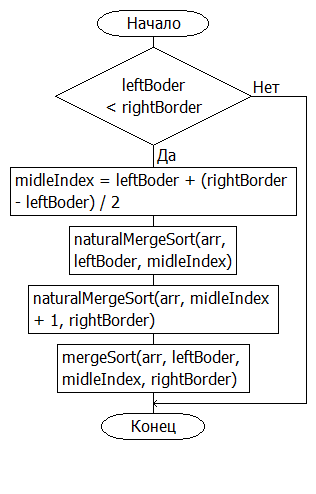 Начало
leftBoder
< rightBorder
Нет
Да
midleIndex = leftBoder + (rightBorder
- leftBoder) / 2
naturalMergeSort(arr,
leftBoder, midleIndex)
naturalMergeSort(arr, midleIndex
+ 1, rightBorder)
mergeSort(arr, leftBoder,
midleIndex, rightBorder)
Конец